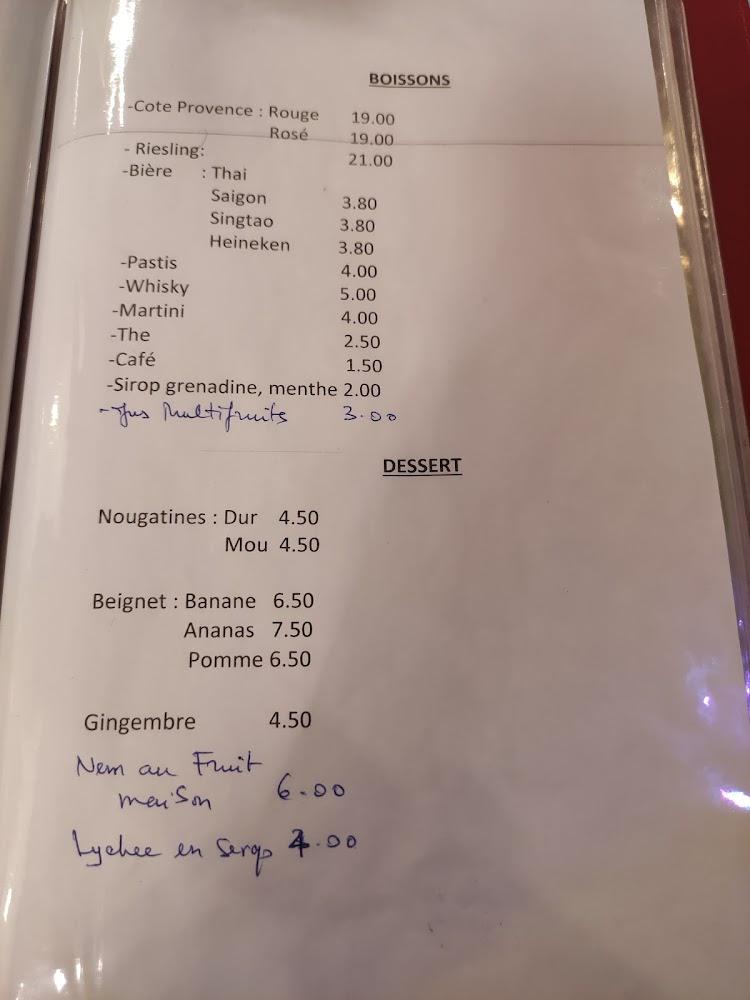 BOISSONS
-Cote Provence : Rouge 19.00
Rosé 19.00
- Riesling: 21.00
-Bière : Thai
Saigon 3.80
Singtao 3.80
Heineken 3.80
-Pastis 4.00
-Whisky 5.00
-Martini 4.00
-The 2.50
-Café 1.50
-Sirop grenadine, menthe 2.00
-Jus Multifruits 3.00
DESSERT
Nougatines : Dur 4.50
Mou 4.50
Beignet : Banane 6.50
Ananas 7.50
Pomme 6.50
Gingembre 4.50
Nem au Fruit
maison 6.00
Lychee en Serop